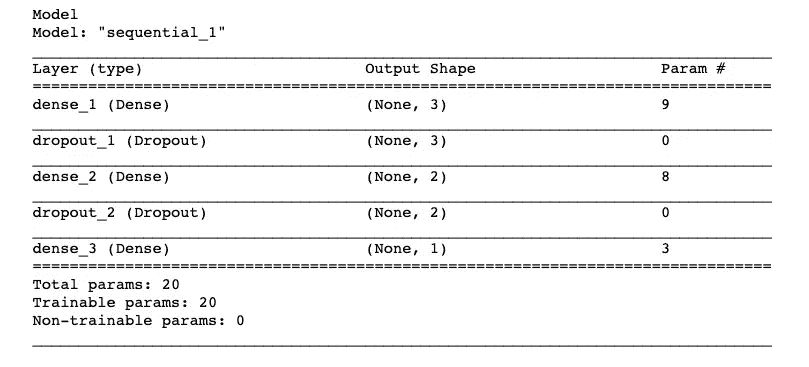 Model
Model: "sequential_1"
Layer (type) Output Shape Param #
dense_1 (Dense) (None, 3) 9
dropout_1 (Dropout) (None, 3) 0
dense_2 (Dense) (None, 2) 8
dropout_2 (Dropout) (None, 2) 0
dense_3 (Dense) (None, 1) 3
Total params: 20
Trainable params: 20
Non-trainable params: 0